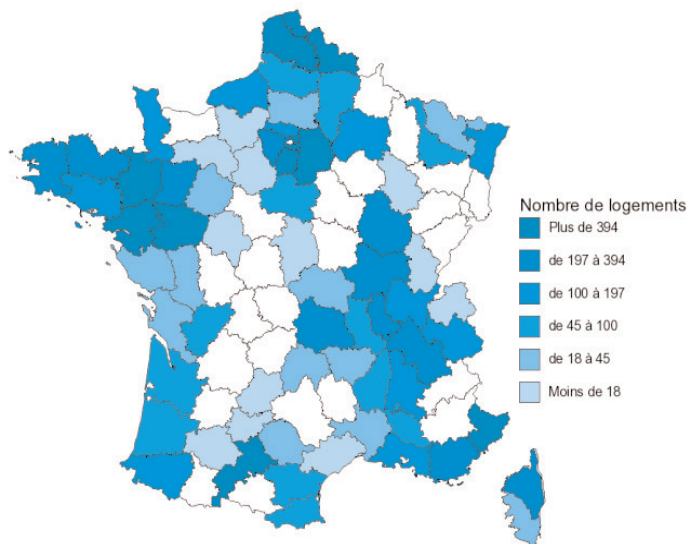 Nombre de logements
Plus de 394
de 197 à 394
de 100 à 197
de 45 à 100
de 18 à 45
Moins de 18